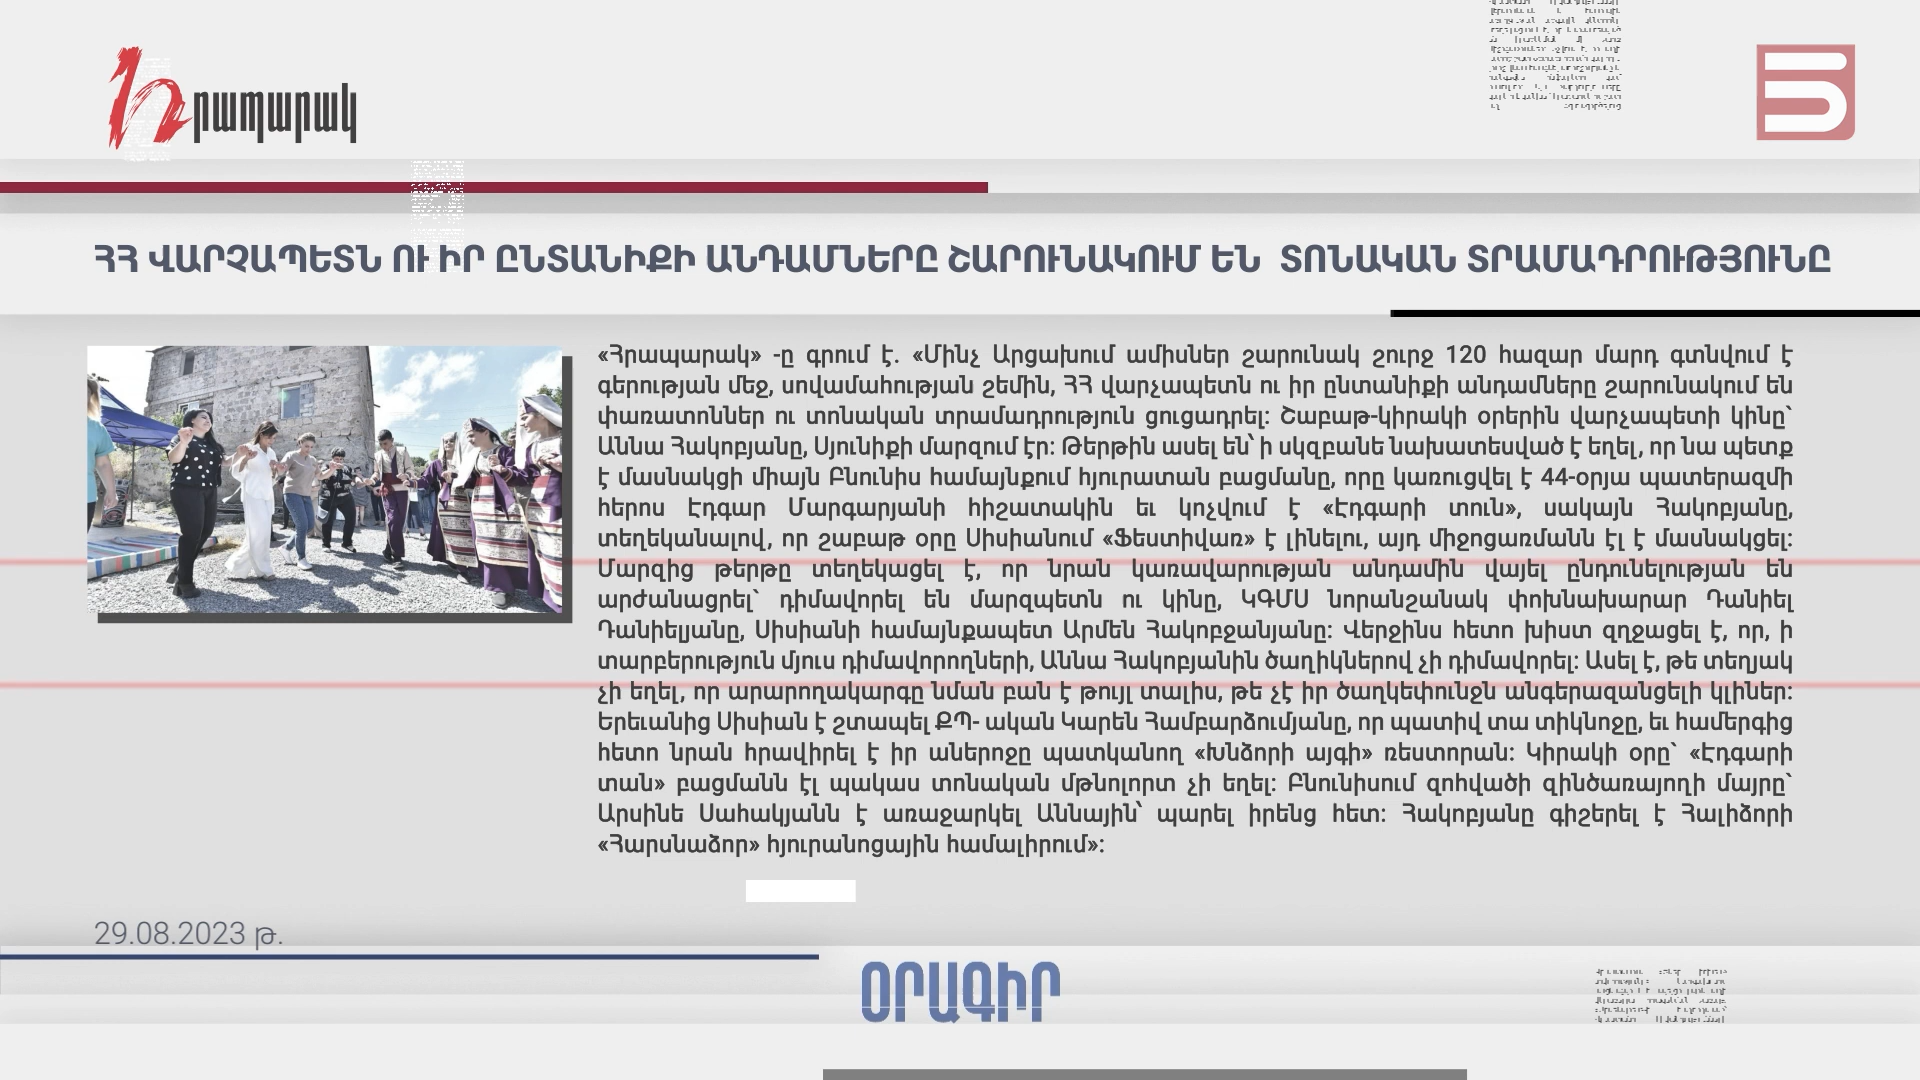 Հրապարակ
5
ՀՀ ՎԱՐՉԱՊԵՏՆ ՈՒ ԻՐ ԸՆՏԱՆԻՔԻ ԱՆԴԱՄՆԵՐԸ ՇԱՐՈՒՆԱԿՈՒՄ ԵՆ ՏՈՆԱԿԱՆ ՏՐԱՄԱԴՐՈՒԹՅՈՒՆԸ
«Հրապարակ» -ը գրում է. «Մինչ Արցախում ամիսներ շարունակ շուրջ 120 հազար մարդ գտնվում է
գերության մեջ, սովամահության շեմին, ՀՀ վարչապետն ու իր ընտանիքի անդամները շարունակում են
փառատոններ ու տոնական տրամադրություն ցուցադրել: Շաբաթ-կիրակի օրերին վարչապետի կինը՝
Աննա Հակոբյանը, Սյունիքի մարզում էր: Թերթին ասել են՝ ի սկզբանե նախատեսված է եղել, որ նա պետք
է մասնակցի միայն Բնունիս համայնքում հյուրատան բացմանը, որը կառուցվել է 44-օրյա պատերազմի
հերոս Էդգար Մարգարյանի հիշատակին եւ կոչվում է «Էդգարի տուն», սակայն Հակոբյանը,
տեղեկանալով, որ շաբաթ օրը Սիսիանում «Ֆեստիվառ» է լինելու, այդ միջոցառմանն էլ է մասնակցել:
Մարզից թերթը տեղեկացել է, որ նրան կառավարության անդամին վայել ընդունելության են
արժանացրել՝ դիմավորել են մարզպետն ու կինը, ԿԳՄՍ նորանշանակ փոխնախարար Դանիել
Դանիելյանը, Սիսիանի համայնքապետ Արմեն Հակոբջանյանը: Վերջինս հետո խիստ զղջացել է, որ, ի
տարբերություն մյուս դիմավորողների, Աննա Հակոբյանին ծաղիկներով չի դիմավորել: Ասել է, թե տեղյակ
չի եղել, որ արարողակարգը նման բան է թույլ տալիս, թե չէ իր ծաղկեփունջն անգերազանցելի կլիներ:
Երեւանից Սիսիան է շտապել ՔՊ- ական Կարեն Համբարձումյանը, որ պատիվ տա տիկնոջը, եւ համերգից
հետո նրան հրավիրել է իր աներոջը պատկանող «Խնձորի այգի» ռեստորան: Կիրակի օրը՝ «Էդգարի
տան» բացմանն էլ պակաս տոնական մթնոլորտ չի եղել: Բնունիսում զոհվածի զինծառայողի մայրը՝
Արսինե Սահակյանն է առաջարկել Աննային՝ պարել իրենց հետ: Հակոբյանը գիշերել է Հալիձորի
«Հարսնաձոր» հյուրանոցային համալիրում»:
29.08.2023 թ.
ՕՐԱԳԻՐ